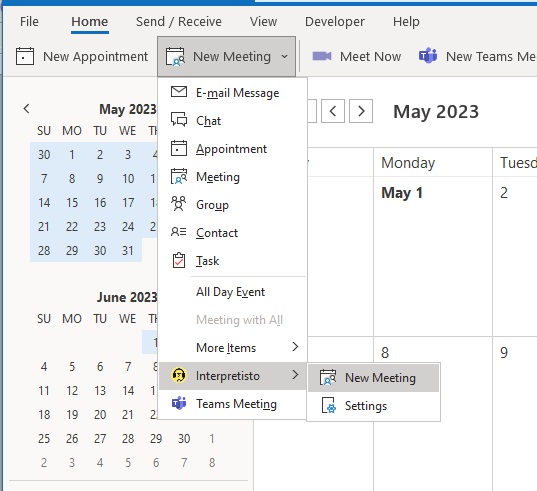 File Home Send / Receive View Developer Help
New Appointment New Meeting Meet Now New Teams Me
May 2023
SU MO TU WE TH
30 1 2 3 4
7 8 9 10 11
14 15 16 17 18
21 22 23 24 25
28 29 30 31
June 2023
SU MO TU WE TH
1
4 5 6 7 8
11 12 13 14 15
18 19 20 21 22
25 26 27 28 29 30 1
2 3 4 5 6 7 8
E-mail Message
Chat
Appointment
Meeting
Group
Contact
Task
All Day Event
Meeting with All
More Items
Interpretisto
Teams Meeting
New Meeting
Settings
May 2023
Monday Tuesd
May 1 2
8 9